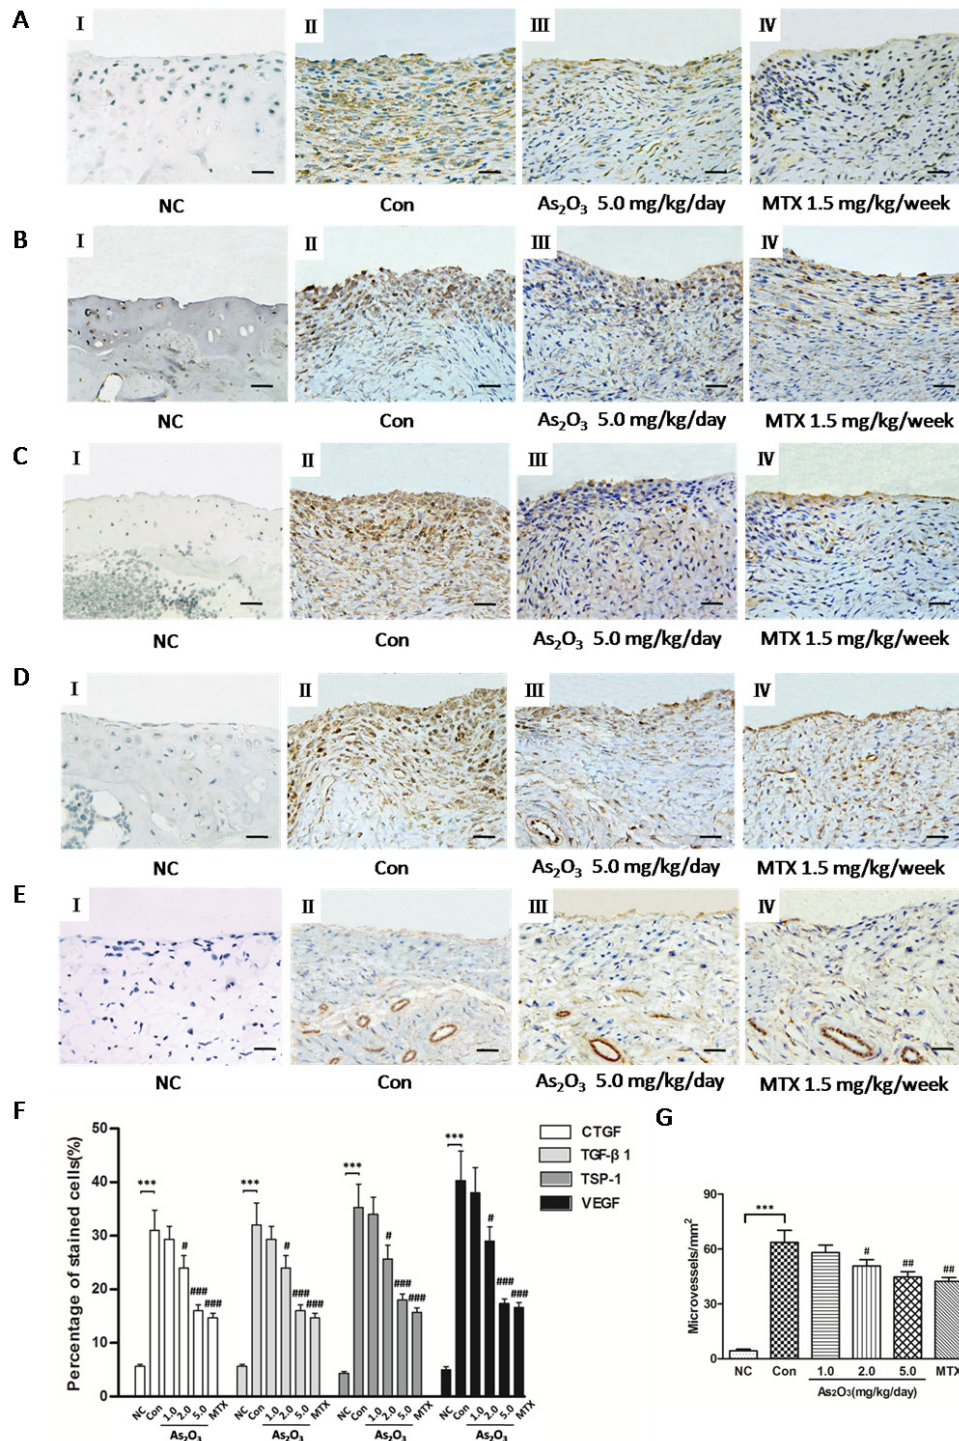 A
I II III IV
NC Con As₂O₃ 5.0 mg/kg/day MTX 1.5 mg/kg/week
B
I II III IV
NC Con As₂O₃ 5.0 mg/kg/day MTX 1.5 mg/kg/week
C
I II III IV
NC Con As₂O₃ 5.0 mg/kg/day MTX 1.5 mg/kg/week
D
I II III IV
NC Con As₂O₃ 5.0 mg/kg/day MTX 1.5 mg/kg/week
E
I II III IV
NC Con As₂O₃ 5.0 mg/kg/day MTX 1.5 mg/kg/week
F
Percentage of stained cells(%)
50
40
30
20
10
0
CTGF
TGF-β 1
TSP-1
VEGF
*** *** *** ***
# # # #
### ### ### ### ### ### ### ###
NC Con 1.0 2.0 5.0 MTX NC Con 1.0 2.0 5.0 MTX NC Con 1.0 2.0 5.0 MTX NC Con 1.0 2.0 5.0 MTX
As₂O₃ As₂O₃ As₂O₃ As₂O₃
G
Microvessels/mm²
90
60
30
0
***
# ## ##
NC Con 1.0 2.0 5.0 MTX
As₂O₃(mg/kg/day)